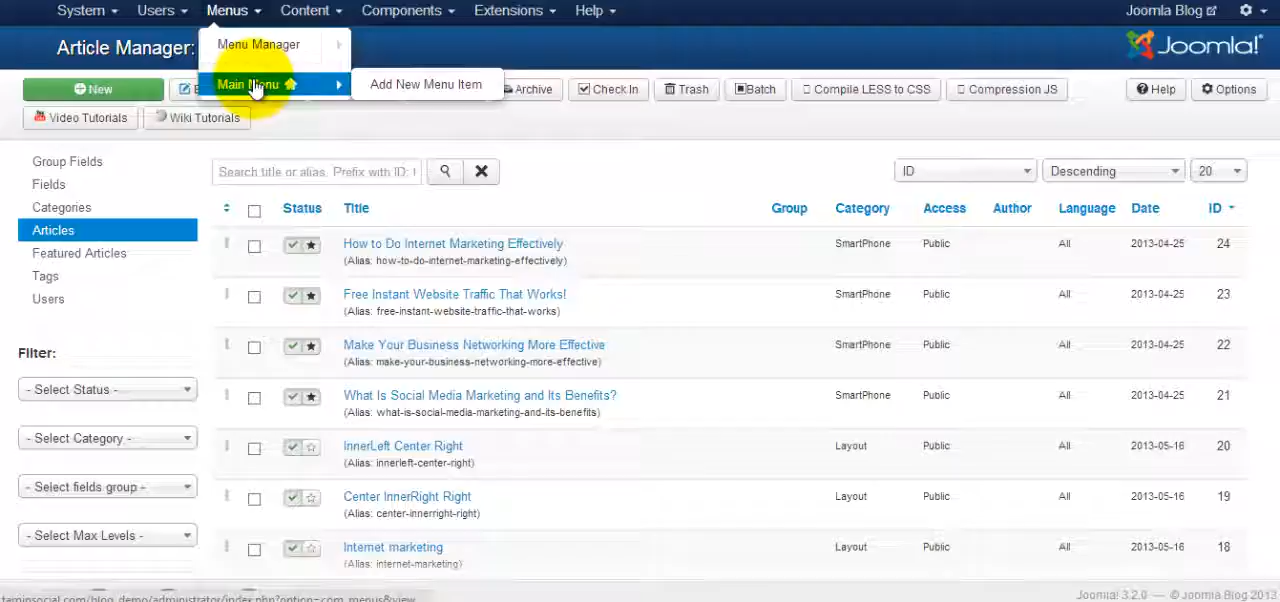 System Users Menus Content Components Extensions Help Joomla Blog
Article Manager: Joomla!
Menu Manager
Main Menu Add New Menu Item
New Archive Check In Trash Batch Compile LESS to CSS Compression JS Help Options
Video Tutorials Wiki Tutorials
Group Fields
Fields
Categories
Articles
Featured Articles
Tags
Users
Filter:
- Select Status -
- Select Category -
- Select fields group -
- Select Max Levels -
Search title or alias. Prefix with ID: ID Descending 20
Status Title Group Category Access Author Language Date ID
How to Do Internet Marketing Effectively SmartPhone Public All 2013-04-25 24
(Alias: how-to-do-internet-marketing-effectively)
Free Instant Website Traffic That Works! SmartPhone Public All 2013-04-25 23
(Alias: free-instant-website-traffic-that-works)
Make Your Business Networking More Effective SmartPhone Public All 2013-04-25 22
(Alias: make-your-business-networking-more-effective)
What Is Social Media Marketing and Its Benefits? SmartPhone Public All 2013-04-25 21
(Alias: what-is-social-media-marketing-and-its-benefits)
InnerLeft Center Right Layout Public All 2013-05-16 20
(Alias: innerleft-center-right)
Center InnerRight Right Layout Public All 2013-05-16 19
(Alias: center-innerright-right)
Internet marketing Layout Public All 2013-05-16 18
(Alias: internet-marketing)
Joomla! 3.2.0 — © Joomla Blog 2013